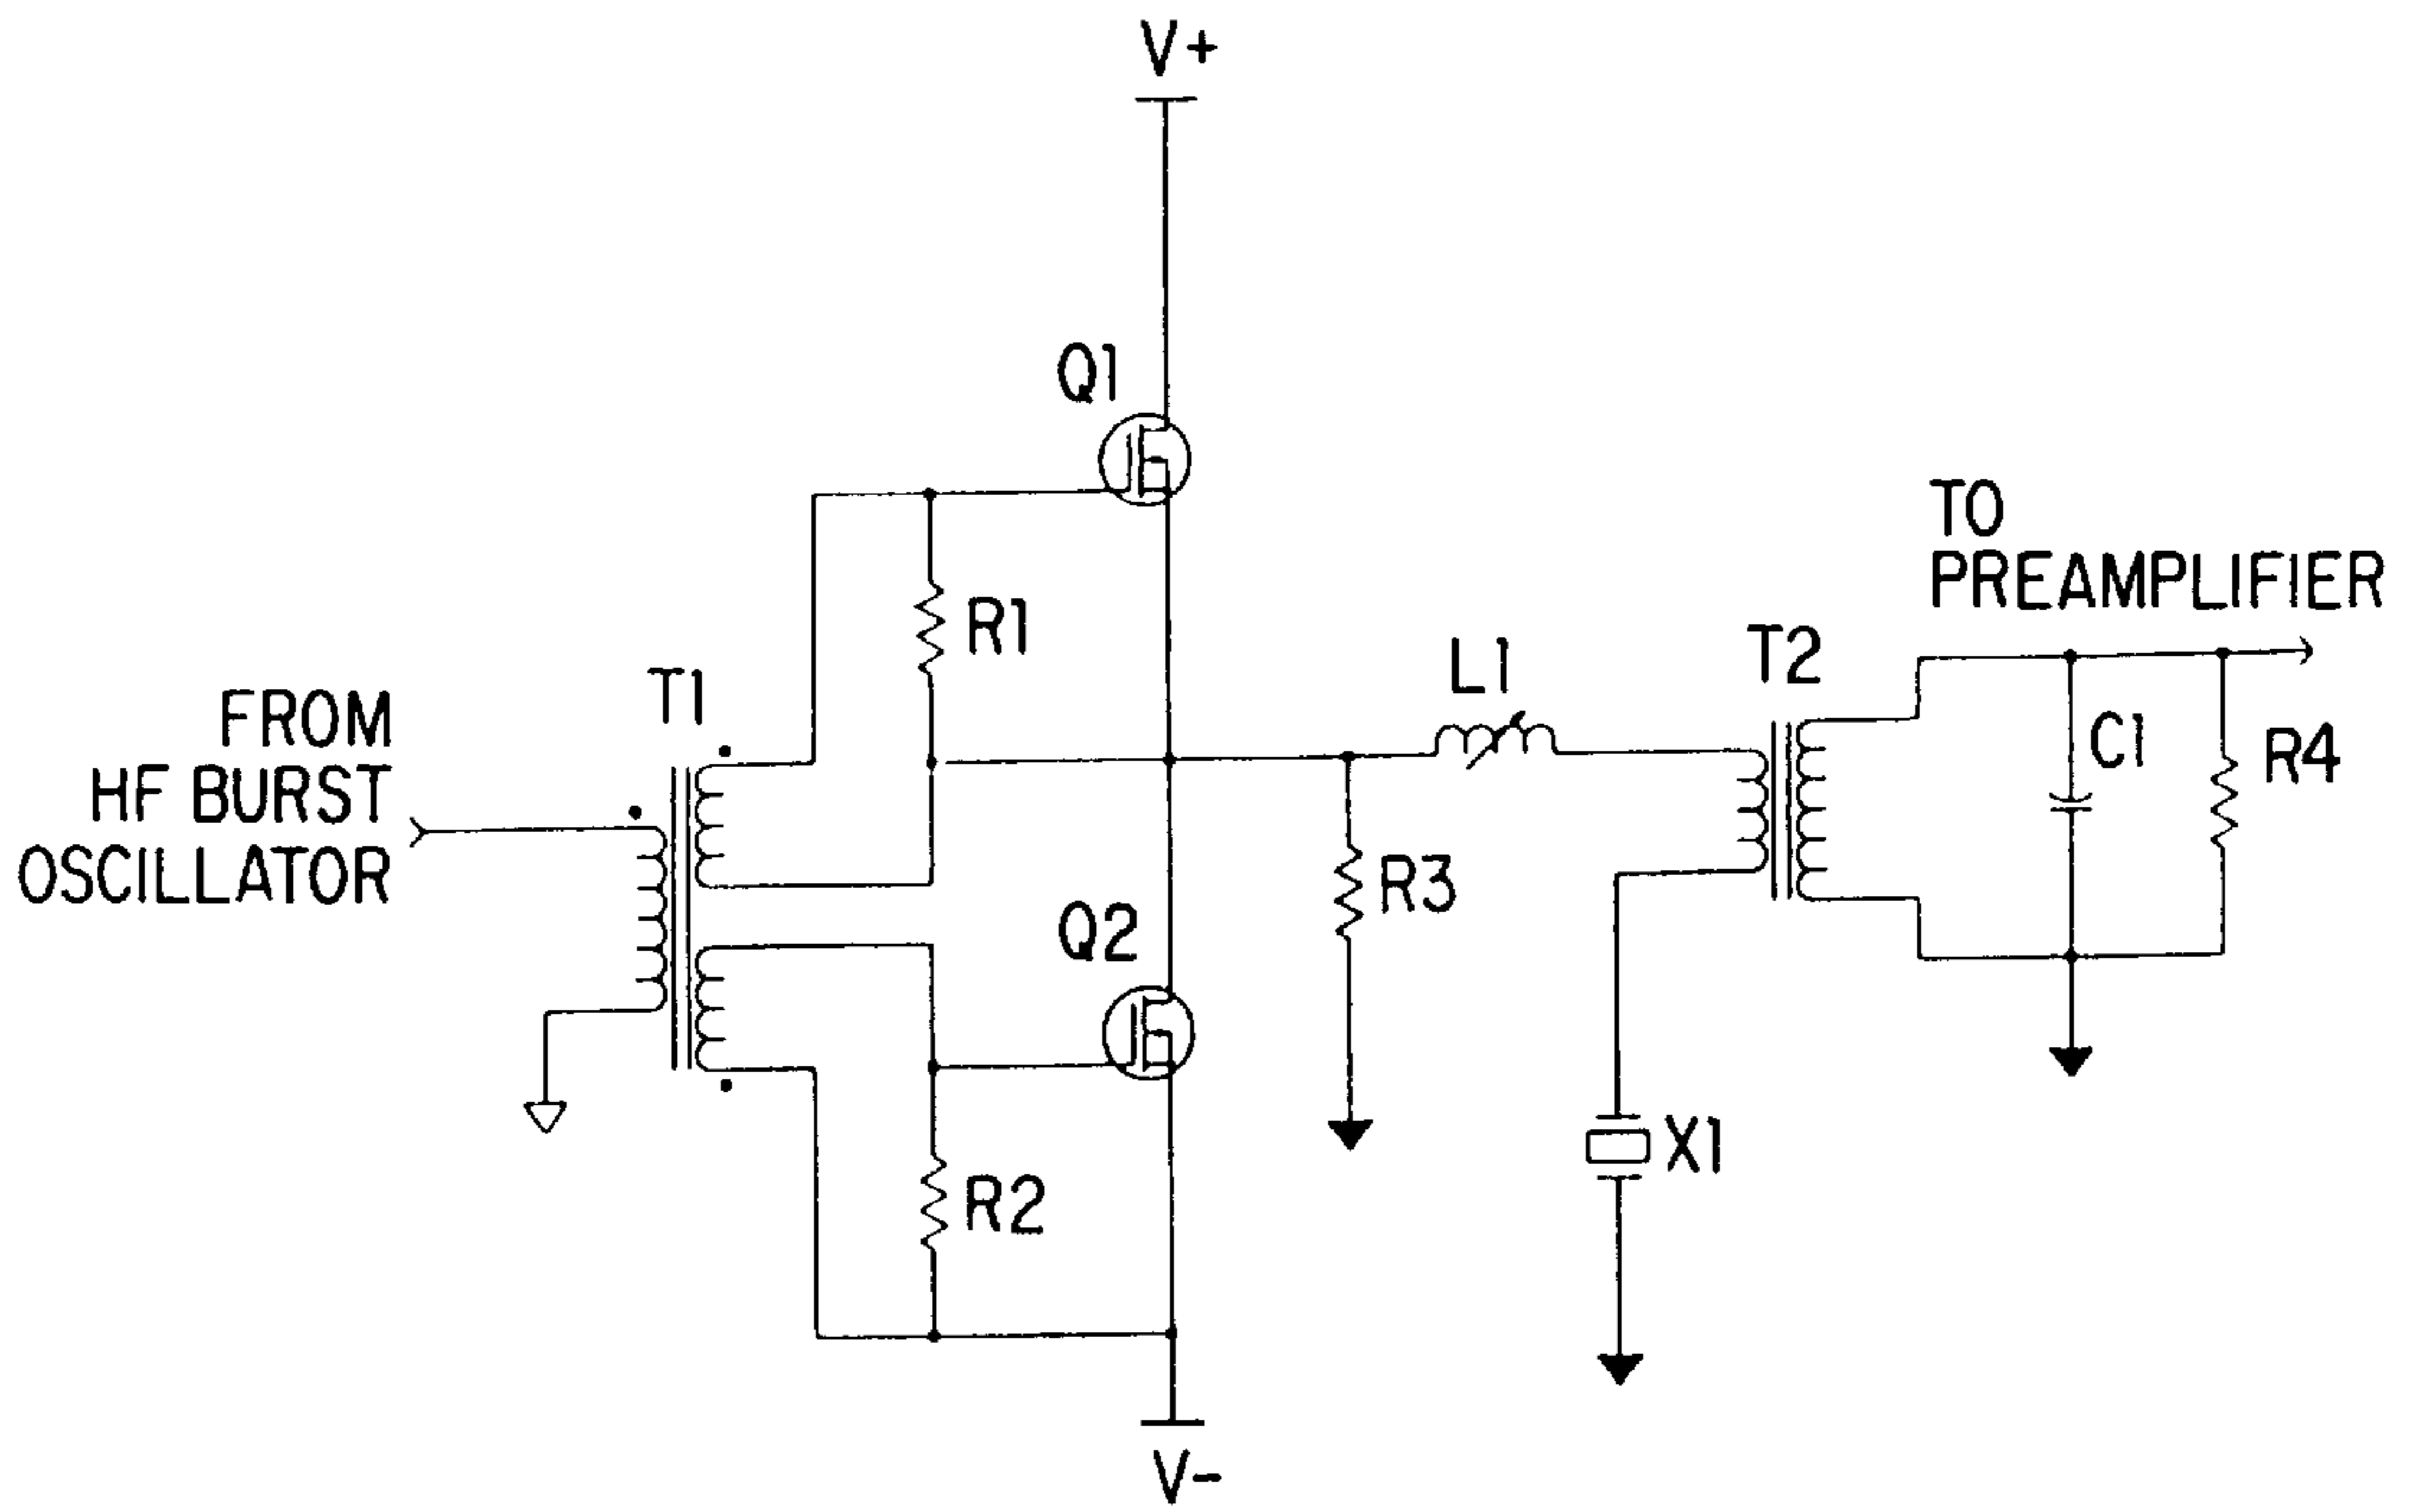 V+
Q1
TO
PREAMPLIFIER
R1
L1
T2
T1
FROM
HF BURST
OSCILLATOR
C1
R4
R3
Q2
X1
R2
V-